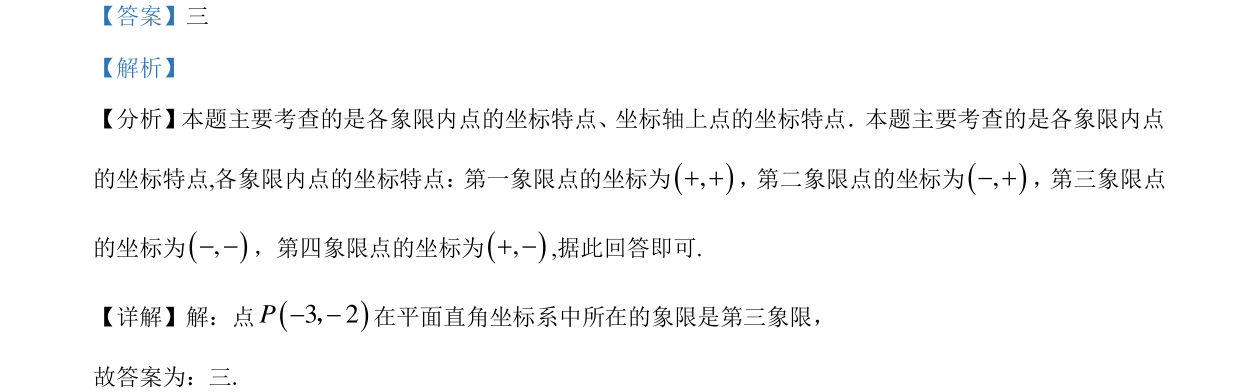 【答案】三
【解析】
【分析】本题主要考查的是各象限内点的坐标特点、坐标轴上点的坐标特点．本题主要考查的是各象限内点
的坐标特点,各象限内点的坐标特点：第一象限点的坐标为(+,+)，第二象限点的坐标为(−,+)，第三象限点
的坐标为(−,−)，第四象限点的坐标为(+,−),据此回答即可.
【详解】解：点P(−3,−2)在平面直角坐标系中所在的象限是第三象限，
故答案为：三.